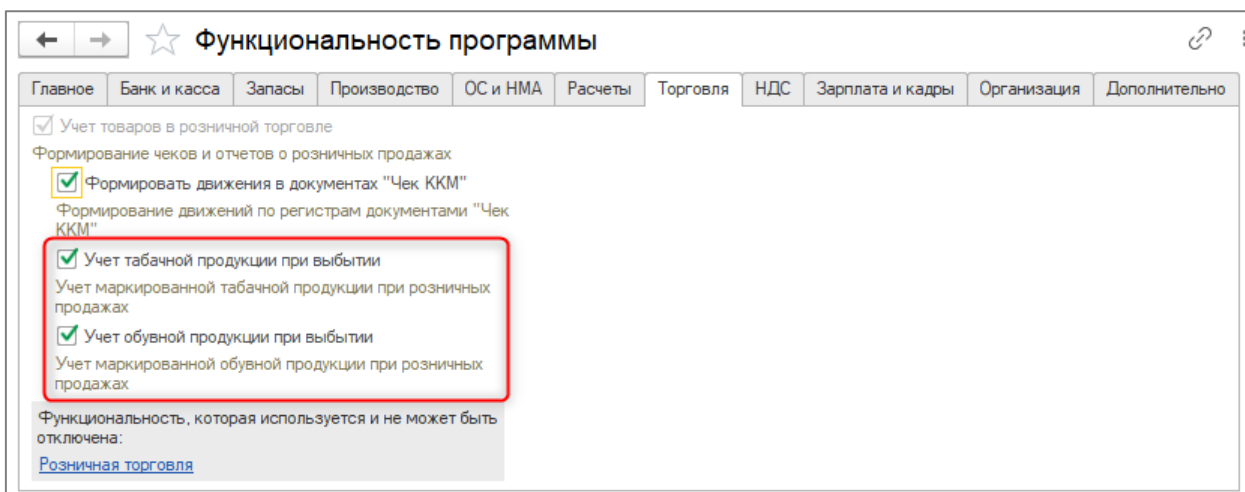 Функциональность программы
Главное Банк и касса Запасы Производство ОС и НМА Расчеты Торговля НДС Зарплата и кадры Организация Дополнительно
Учет товаров в розничной торговле
Формирование чеков и отчетов о розничных продажах
Формировать движения в документах "Чек ККМ"
Формирование движений по регистрам документами "Чек
ККМ"
Учет табачной продукции при выбытии
Учет маркированной табачной продукции при розничных
продажах
Учет обувной продукции при выбытии
Учет маркированной обувной продукции при розничных
продажах
Функциональность, которая используется и не может быть
отключена:
Розничная торговля